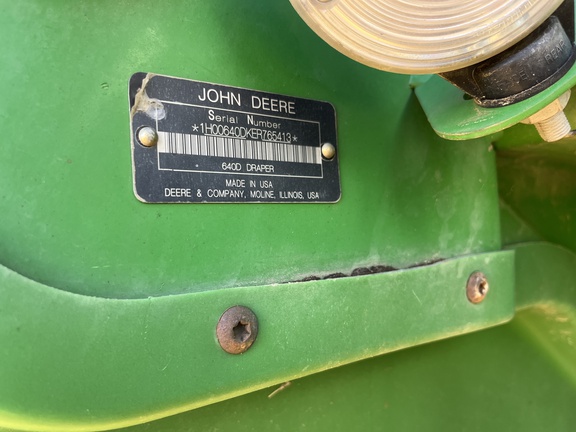 JOHN DEERE
Serial Number
*1H00640DKER765413*
640D DRAPER
MADE IN USA
DEERE & COMPANY, MOLINE, ILLINOIS, USA